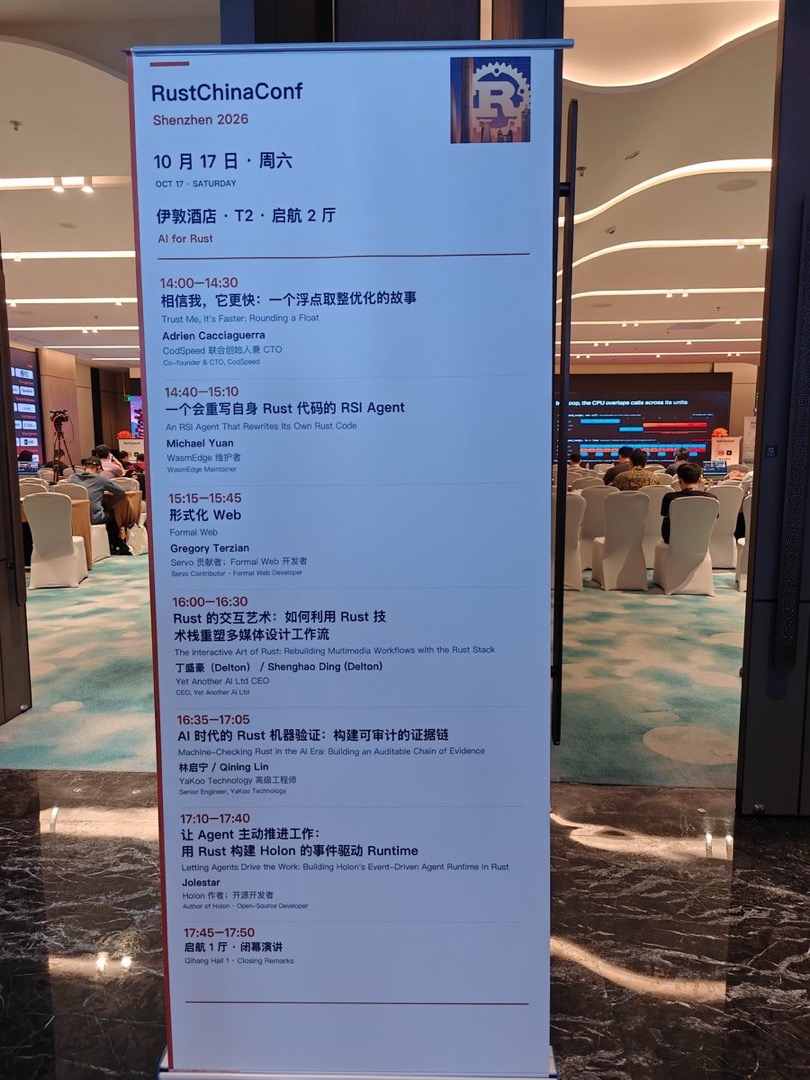 RustChinaConf
Shenzhen 2026
10 月 17 日 · 周六
OCT 17 · SATURDAY
伊敦酒店 · T2 · 启航 2 厅
AI for Rust
14:00—14:30
相信我，它更快：一个浮点取整优化的故事
Trust Me, It's Faster: Rounding a Float
Adrien Cacciaguerra
CodSpeed 联合创始人兼 CTO
Co-founder & CTO, CodSpeed
14:40—15:10
一个会重写自身 Rust 代码的 RSI Agent
An RSI Agent That Rewrites Its Own Rust Code
Michael Yuan
WasmEdge 维护者
WasmEdge Maintainer
15:15—15:45
形式化 Web
Formal Web
Gregory Terzian
Servo 贡献者；Formal Web 开发者
Servo Contributor · Formal Web Developer
16:00—16:30
Rust 的交互艺术：如何利用 Rust 技
术栈重塑多媒体设计工作流
The Interactive Art of Rust: Rebuilding Multimedia Workflows with the Rust Stack
丁盛豪（Delton） / Shenghao Ding (Delton)
Yet Another AI Ltd CEO
CEO, Yet Another AI Ltd
16:35—17:05
AI 时代的 Rust 机器验证：构建可审计的证据链
Machine-Checking Rust in the AI Era: Building an Auditable Chain of Evidence
林启宁 / Qining Lin
YaKoo Technology 高级工程师
Senior Engineer, YaKoo Technology
17:10—17:40
让 Agent 主动推进工作：
用 Rust 构建 Holon 的事件驱动 Runtime
Letting Agents Drive the Work: Building Holon's Event-Driven Agent Runtime in Rust
Jolestar
Holon 作者；开源开发者
Author of Holon · Open-Source Developer
17:45—17:50
启航 1 厅 · 闭幕演讲
Qihang Hall 1 · Closing Remarks
oop, the CPU overlaps calls across its units